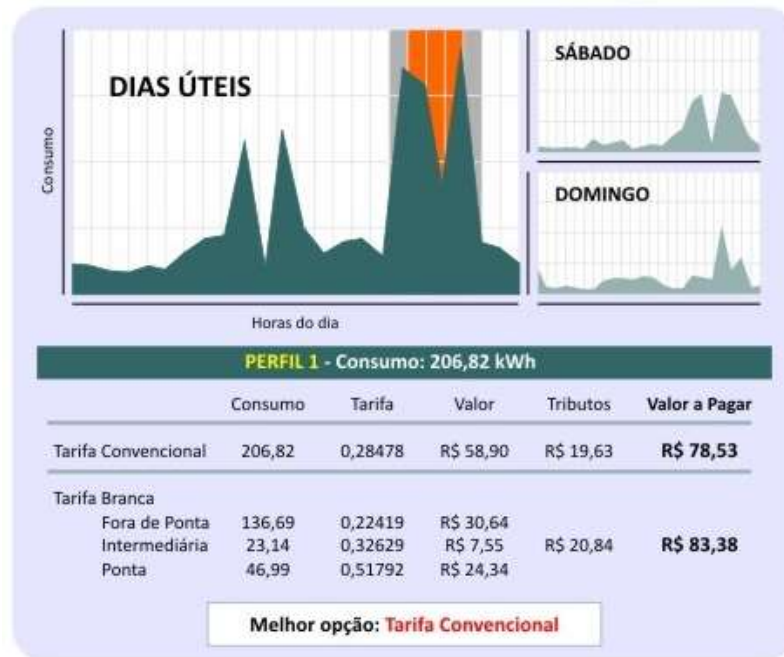 DIAS ÚTEIS
Consumo
Horas do dia
SÁBADO
DOMINGO
PERFIL 1 - Consumo: 206,82 kWh
Consumo Tarifa Valor Tributos Valor a Pagar
Tarifa Convencional 206,82 0,28478 R$ 58,90 R$ 19,63 R$ 78,53
Tarifa Branca
Fora de Ponta 136,69 0,22419 R$ 30,64
Intermediária 23,14 0,32629 R$ 7,55 R$ 20,84 R$ 83,38
Ponta 46,99 0,51792 R$ 24,34
Melhor opção: Tarifa Convencional